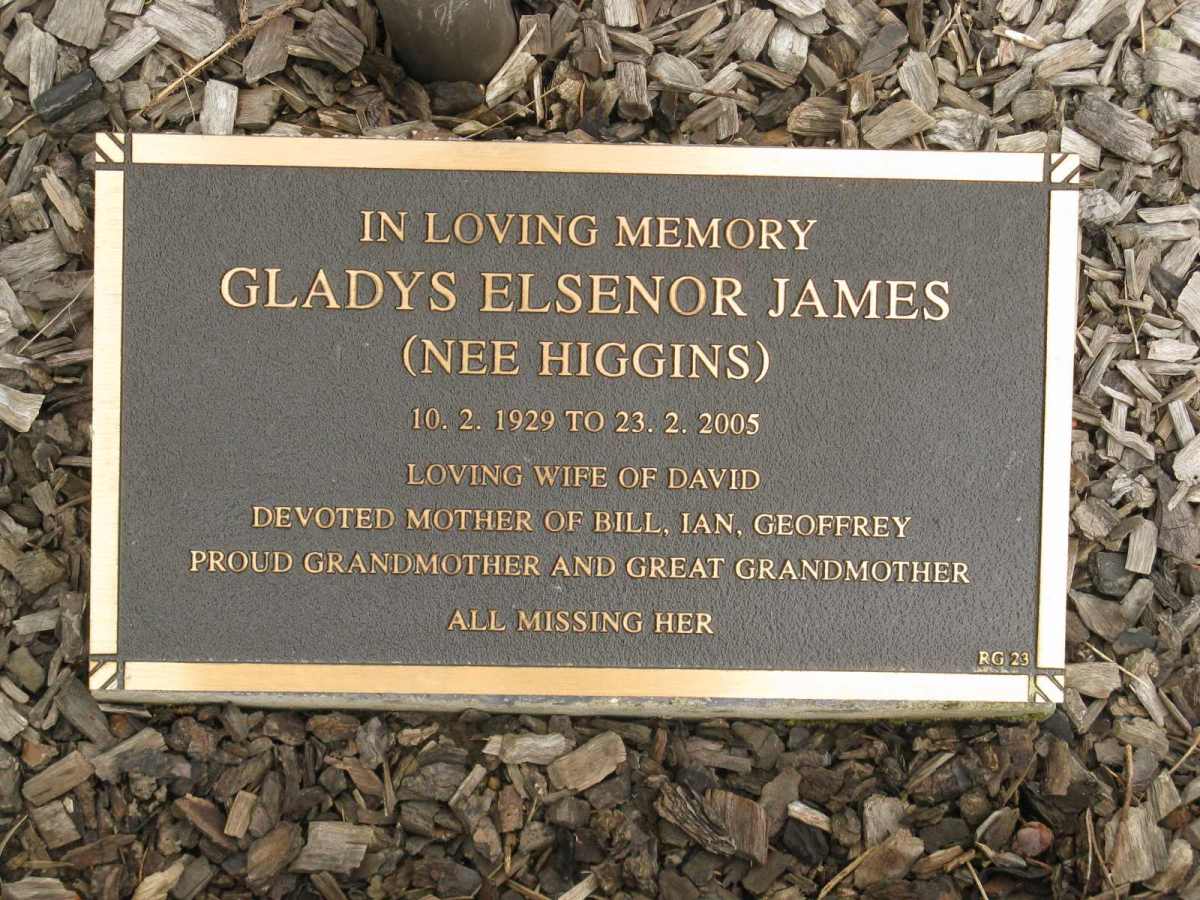 IN LOVING MEMORY
GLADYS ELSENOR JAMES
(NEE HIGGINS)
10. 2. 1929 TO 23. 2. 2005
LOVING WIFE OF DAVID
DEVOTED MOTHER OF BILL, IAN, GEOFFREY
PROUD GRANDMOTHER AND GREAT GRANDMOTHER
ALL MISSING HER
RG 23